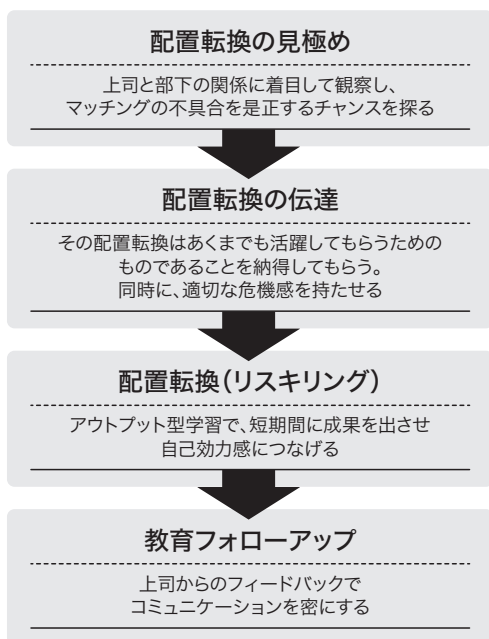 配置転換の見極め
上司と部下の関係に着目して観察し、
マッチングの不具合を是正するチャンスを探る
配置転換の伝達
その配置転換はあくまでも活躍してもらうための
ものであることを納得してもらう。
同時に、適切な危機感を持たせる
配置転換(リスキリング)
アウトプット型学習で、短期間に成果を出させ
自己効力感につなげる
教育フォローアップ
上司からのフィードバックで
コミュニケーションを密にする